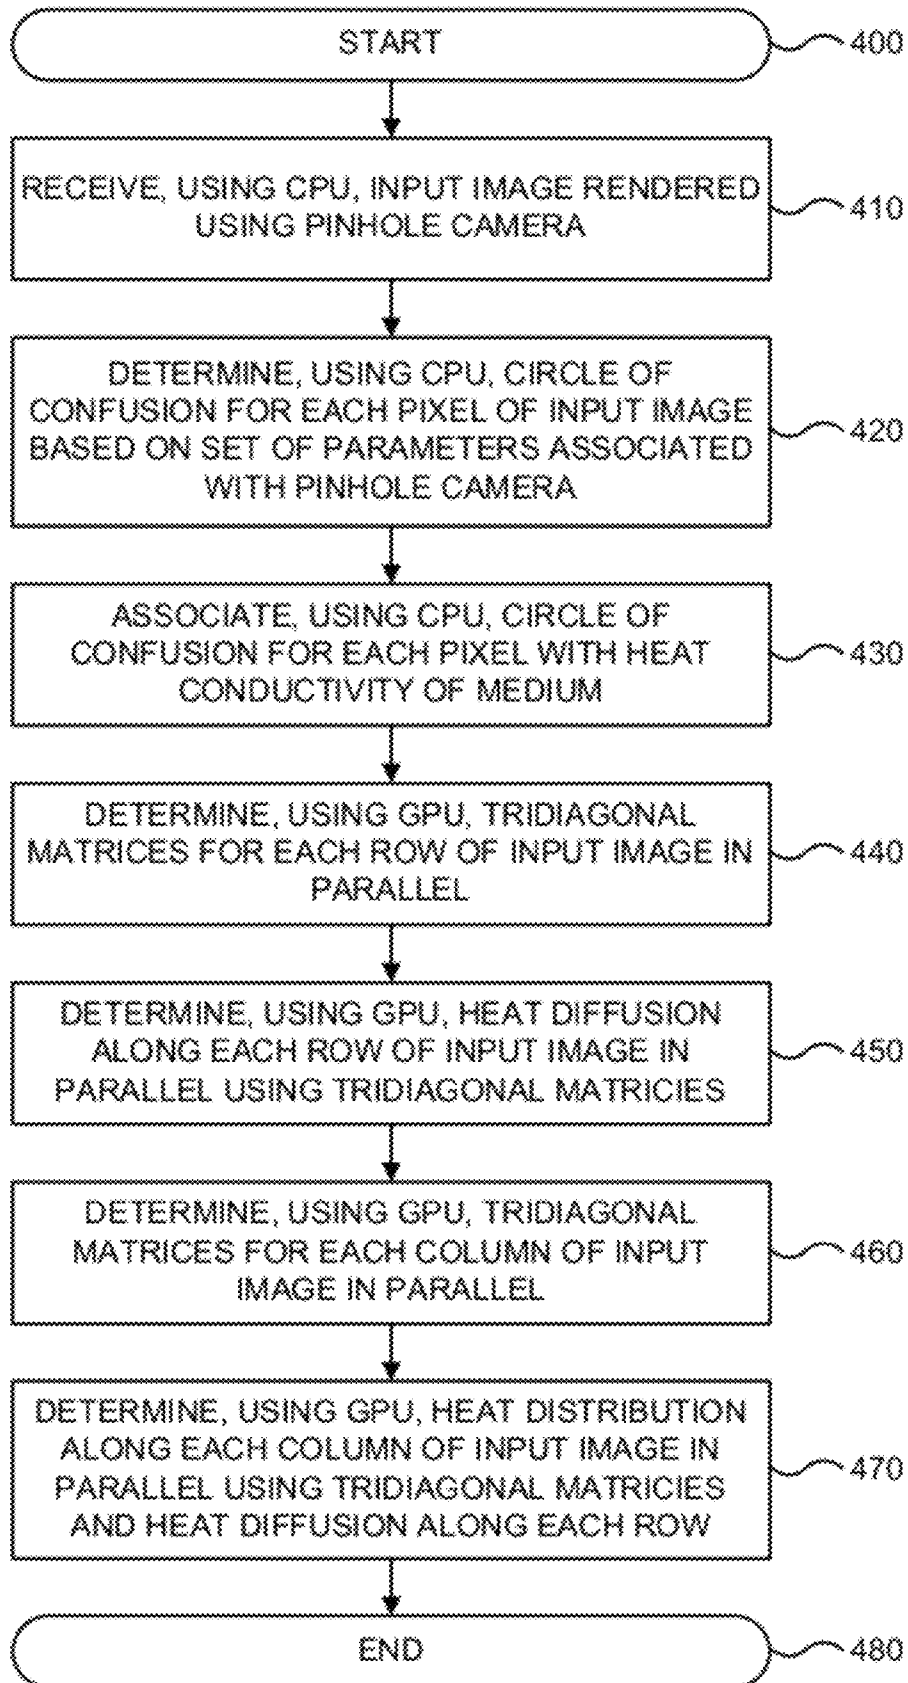 START
400
RECEIVE, USING CPU, INPUT IMAGE RENDERED
USING PINHOLE CAMERA
410
DETERMINE, USING CPU, CIRCLE OF
CONFUSION FOR EACH PIXEL OF INPUT IMAGE
BASED ON SET OF PARAMETERS ASSOCIATED
WITH PINHOLE CAMERA
420
ASSOCIATE, USING CPU, CIRCLE OF
CONFUSION FOR EACH PIXEL WITH HEAT
CONDUCTIVITY OF MEDIUM
430
DETERMINE, USING GPU, TRIDIAGONAL
MATRICES FOR EACH ROW OF INPUT IMAGE IN
PARALLEL
440
DETERMINE, USING GPU, HEAT DIFFUSION
ALONG EACH ROW OF INPUT IMAGE IN
PARALLEL USING TRIDIAGONAL MATRICIES
450
DETERMINE, USING GPU, TRIDIAGONAL
MATRICES FOR EACH COLUMN OF INPUT
IMAGE IN PARALLEL
460
DETERMINE, USING GPU, HEAT DISTRIBUTION
ALONG EACH COLUMN OF INPUT IMAGE IN
PARALLEL USING TRIDIAGONAL MATRICIES
AND HEAT DIFFUSION ALONG EACH ROW
470
END
480